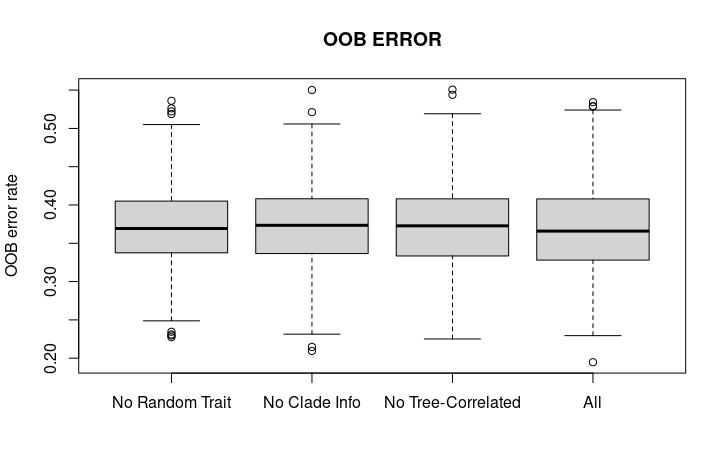 OOB ERROR
OOB error rate
0.50
0.40
0.30
0.20
No Random Trait
No Clade Info
No Tree-Correlated
All